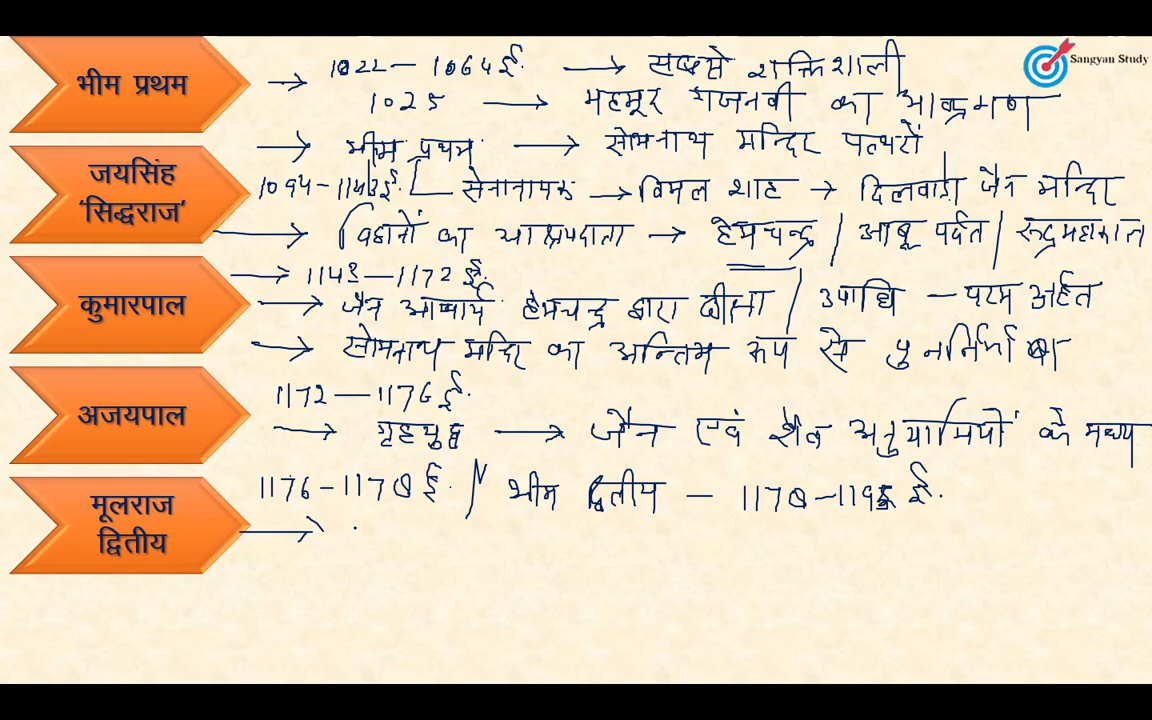 Sangyan Study
भीम प्रथम
→ 1022 – 1064 ई. → सबसे शक्तिशाली
1025 → महमूर गजनवी का आक्रमण
→ भीम प्रथम → सोमनाथ मन्दिर पत्थरों
जयसिंह
'सिद्धराज'
1094 – 1143 ई. सेनानायक → विमल शाह → दिलवाड़ा जैन मन्दिर
→ विद्वानों का आश्रयदाता → हेमचन्द्र / आबू पर्वत / रूद्रमहाकाल
कुमारपाल
→ 1143 – 1172 ई.
→ जैन आचार्य हेमचन्द्र द्वारा दीक्षा / उपाधि – परम अर्हत
→ सोमनाथ मन्दिर का अन्तिम रूप से
अजयपाल
1172 – 1176 ई.
→ गृहयुद्ध → जैन एवं शैव अनुयायियों के मध्य
मूलराज
द्वितीय
1176 – 1178 ई. // भीम द्वितीय – 1178 – ई.
→